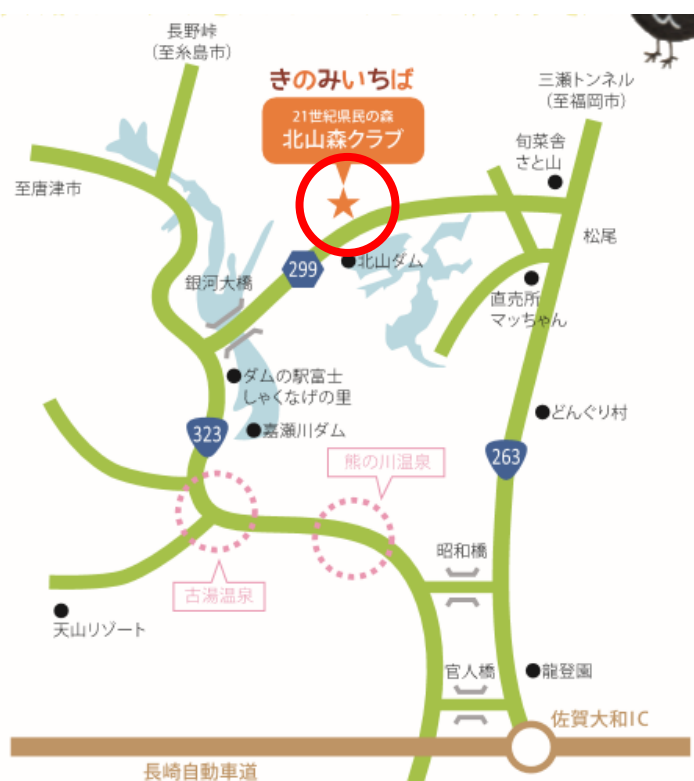 長野峠
(至糸島市)
きのみいちば
21世紀県民の森
北山森クラブ
三瀬トンネル
(至福岡市)
旬菜舎
さと山
至唐津市
松尾
北山ダム
299
銀河大橋
直売所
マッちゃん
ダムの駅富士
しゃくなげの里
どんぐり村
323
嘉瀬川ダム
263
熊の川温泉
昭和橋
古湯温泉
天山リゾート
官人橋
龍登園
佐賀大和IC
長崎自動車道